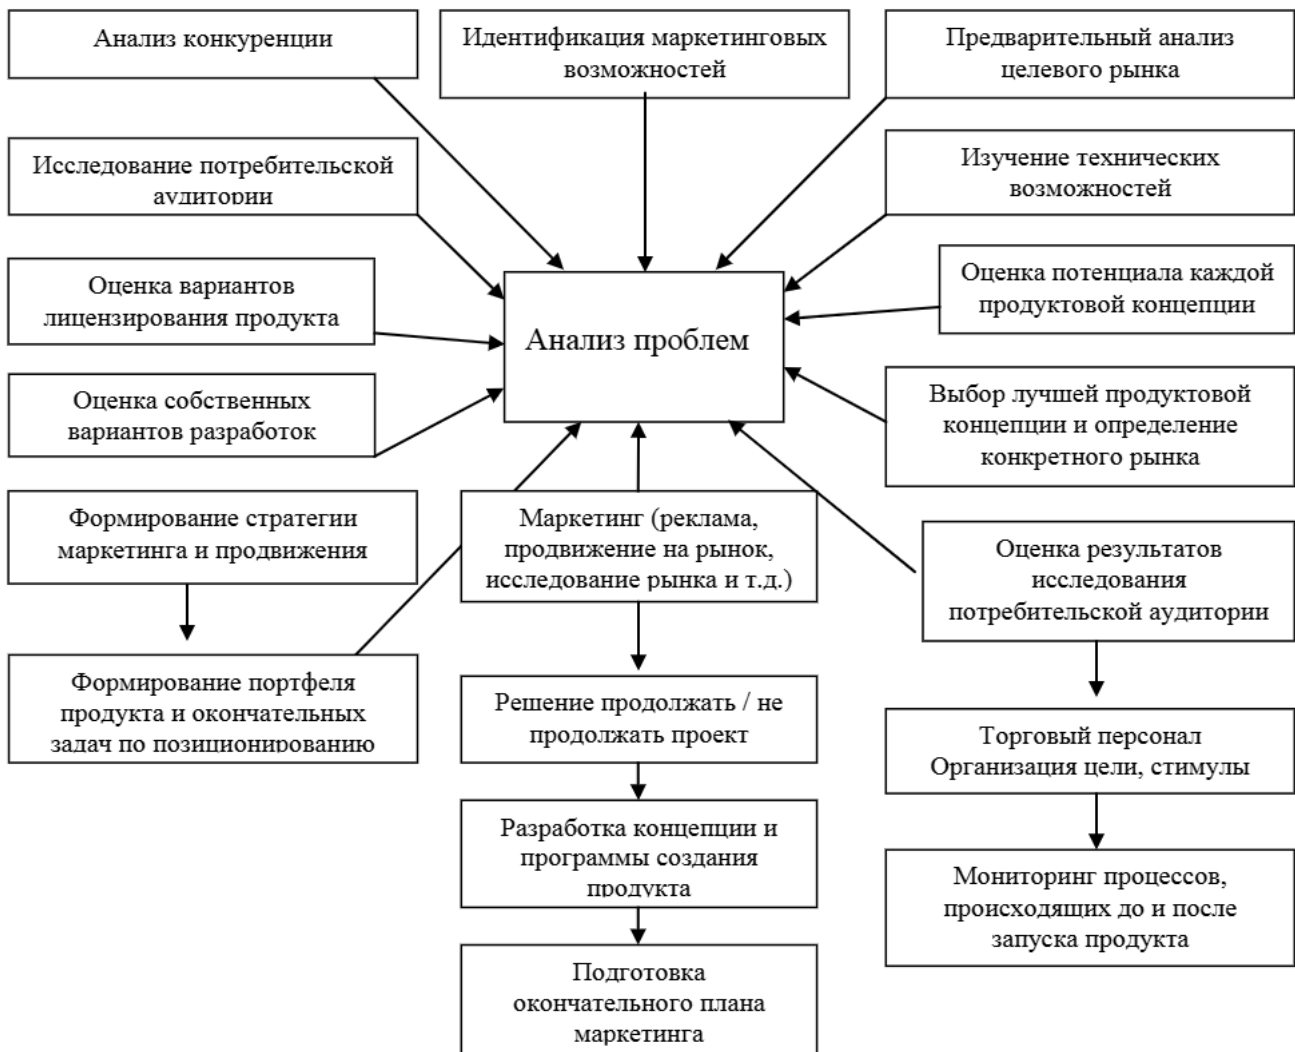 Анализ конкуренции
Идентификация маркетинговых
возможностей
Предварительный анализ
целевого рынка
Исследование потребительской
аудитории
Изучение технических
возможностей
Оценка вариантов
лицензирования продукта
Анализ проблем
Оценка потенциала каждой
продуктовой концепции
Оценка собственных
вариантов разработок
Выбор лучшей продуктовой
концепции и определение
конкретного рынка
Формирование стратегии
маркетинга и продвижения
Маркетинг (реклама,
продвижение на рынок,
исследование рынка и т.д.)
Оценка результатов
исследования
потребительской аудитории
Формирование портфеля
продукта и окончательных
задач по позиционированию
Решение продолжать / не
продолжать проект
Торговый персонал
Организация цели, стимулы
Разработка концепции и
программы создания
продукта
Мониторинг процессов,
происходящих до и после
запуска продукта
Подготовка
окончательного плана
маркетинга